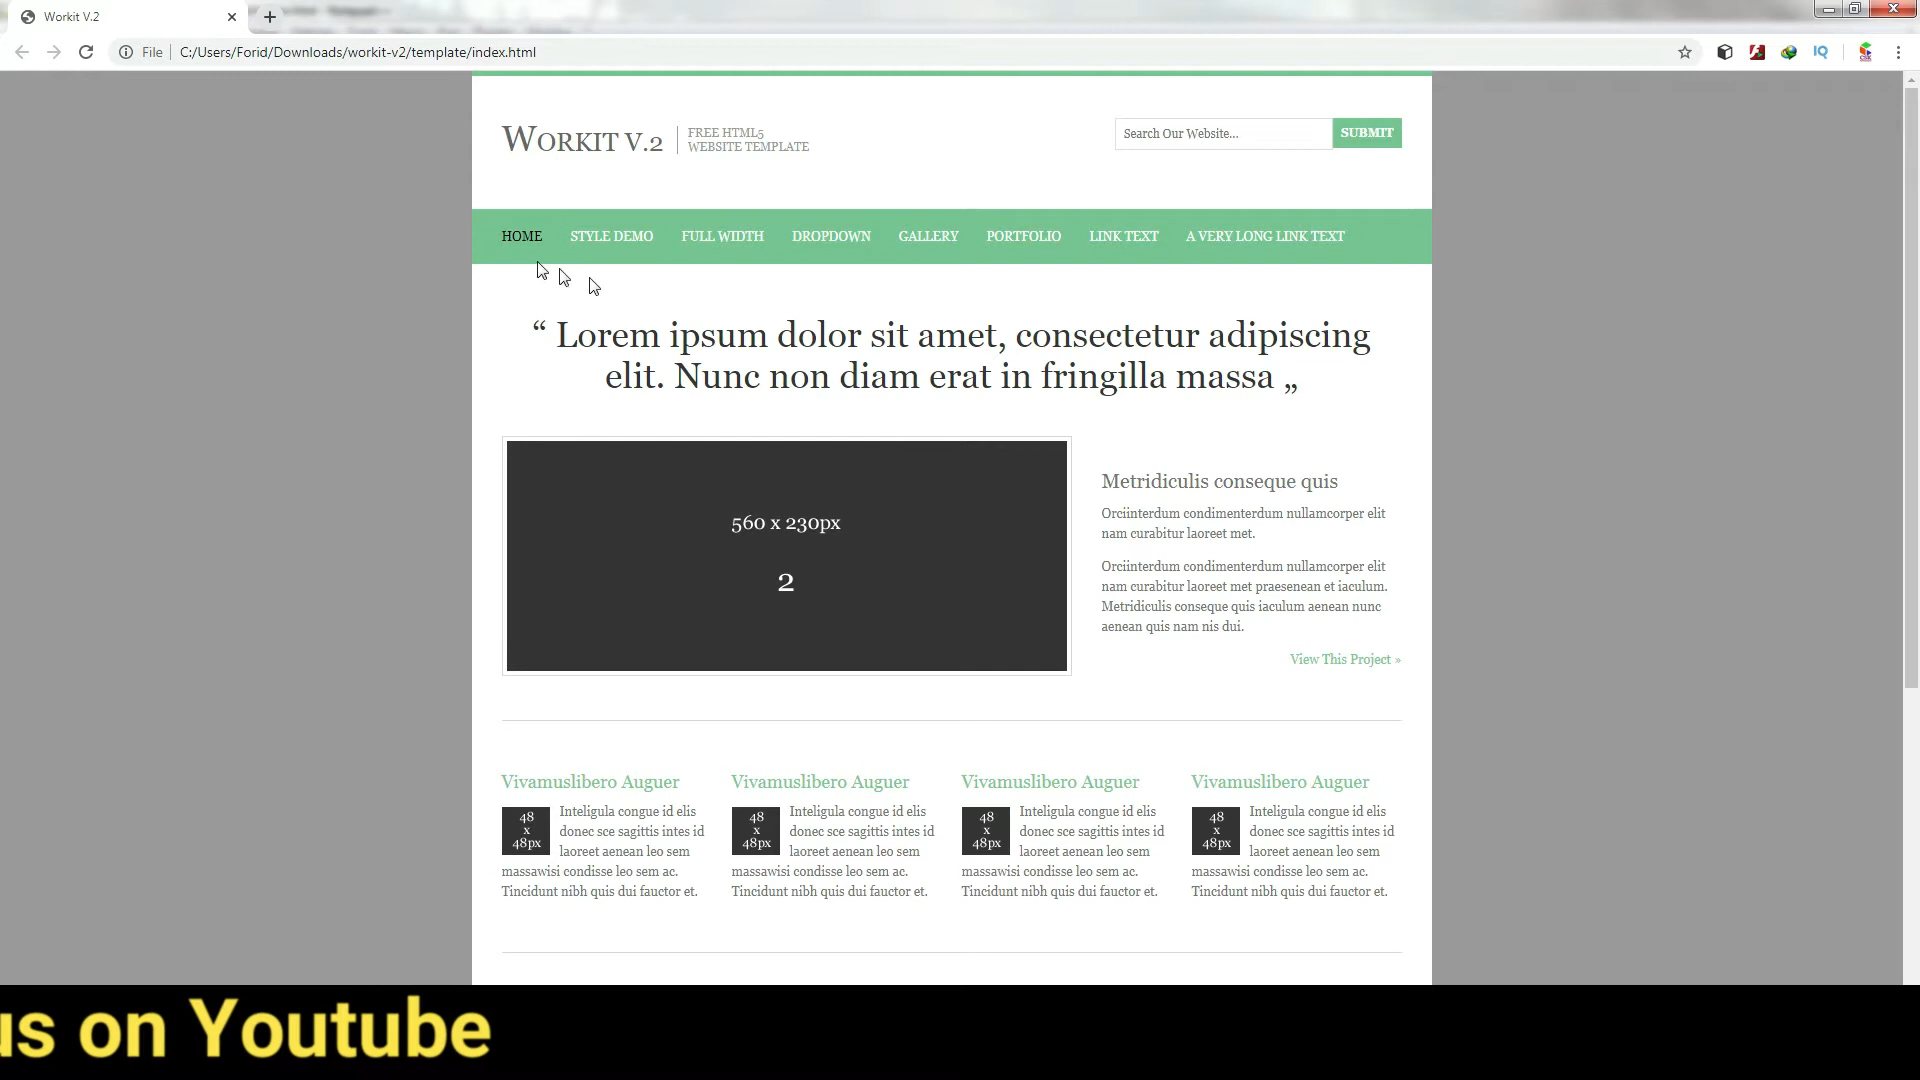 Workit V.2
File C:/Users/Forid/Downloads/workit-v2/template/index.html
IQ
WORKIT V.2
FREE HTML5
WEBSITE TEMPLATE
Search Our Website...
SUBMIT
HOME STYLE DEMO FULL WIDTH DROPDOWN GALLERY PORTFOLIO LINK TEXT A VERY LONG LINK TEXT
“ Lorem ipsum dolor sit amet, consectetur adipiscing
elit. Nunc non diam erat in fringilla massa „
560 x 230px
2
Metridiculis conseque quis
Orciinterdum condimenterdum nullamcorper elit
nam curabitur laoreet met.
Orciinterdum condimenterdum nullamcorper elit
nam curabitur laoreet met praesenean et iaculum.
Metridiculis conseque quis iaculum aenean nunc
aenean quis nam nis dui.
View This Project »
Vivamuslibero Auguer
48
x
48px
Inteligula congue id elis
donec sce sagittis intes id
laoreet aenean leo sem
massawisi condisse leo sem ac.
Tincidunt nibh quis dui fauctor et.
Vivamuslibero Auguer
48
x
48px
Inteligula congue id elis
donec sce sagittis intes id
laoreet aenean leo sem
massawisi condisse leo sem ac.
Tincidunt nibh quis dui fauctor et.
Vivamuslibero Auguer
48
x
48px
Inteligula congue id elis
donec sce sagittis intes id
laoreet aenean leo sem
massawisi condisse leo sem ac.
Tincidunt nibh quis dui fauctor et.
Vivamuslibero Auguer
48
x
48px
Inteligula congue id elis
donec sce sagittis intes id
laoreet aenean leo sem
massawisi condisse leo sem ac.
Tincidunt nibh quis dui fauctor et.
us on Youtube